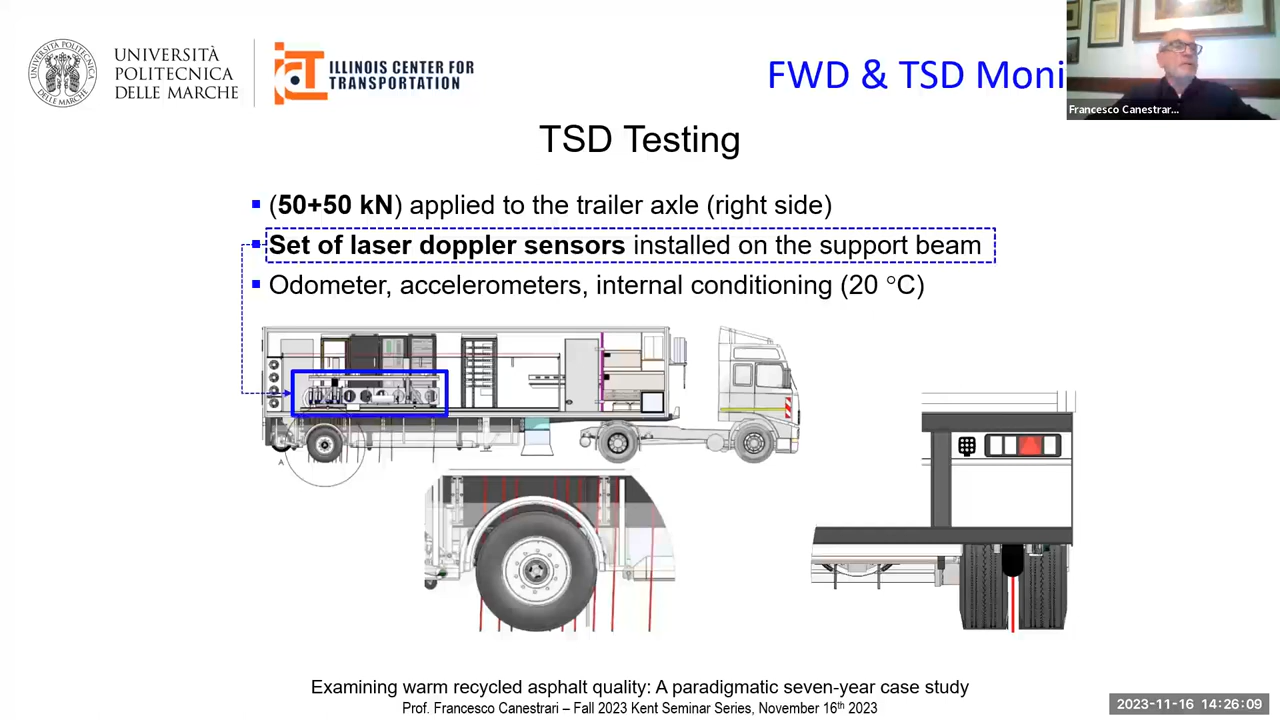 UNIVERSITÀ
POLITECNICA
DELLE MARCHE
ICT
ILLINOIS CENTER FOR
TRANSPORTATION
FWD & TSD Moni
Francesco Canestrar...
TSD Testing
▪ (50+50 kN) applied to the trailer axle (right side)
▪ Set of laser doppler sensors installed on the support beam
▪ Odometer, accelerometers, internal conditioning (20 °C)
A
Examining warm recycled asphalt quality: A paradigmatic seven-year case study
Prof. Francesco Canestrari – Fall 2023 Kent Seminar Series, November 16th 2023
2023-11-16 14:26:09